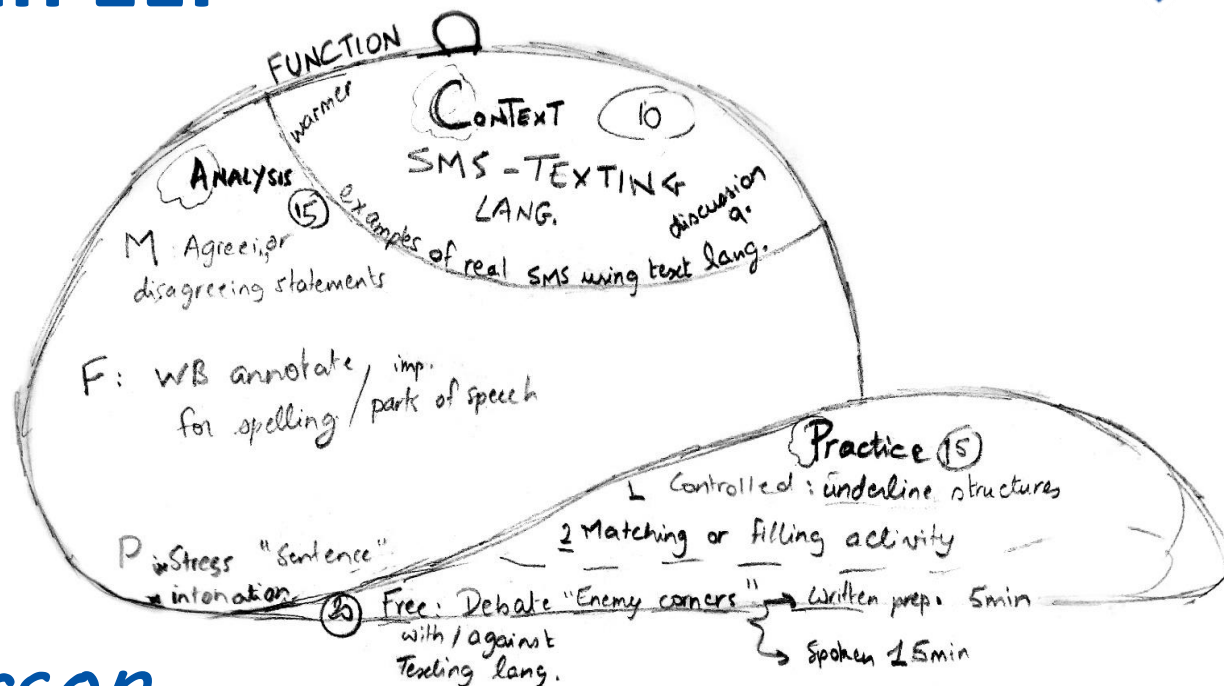 FUNCTION
warmer
CONTEXT 10
SMS - TEXTING
LANG.
discussion
q.
examples of real SMS using text lang.
ANALYSIS
15
M: Agreeing or
disagreeing statements
F: WB annotate / imp.
for spelling / part of speech
P Stress "Sentence"
intonation
Practice 15
1 Controlled: underline structures
2 Matching or filling activity
20 Free: Debate "Enemy corners" → Written prep. 5min
with / against
Texting lang.
→ Spoken 15min